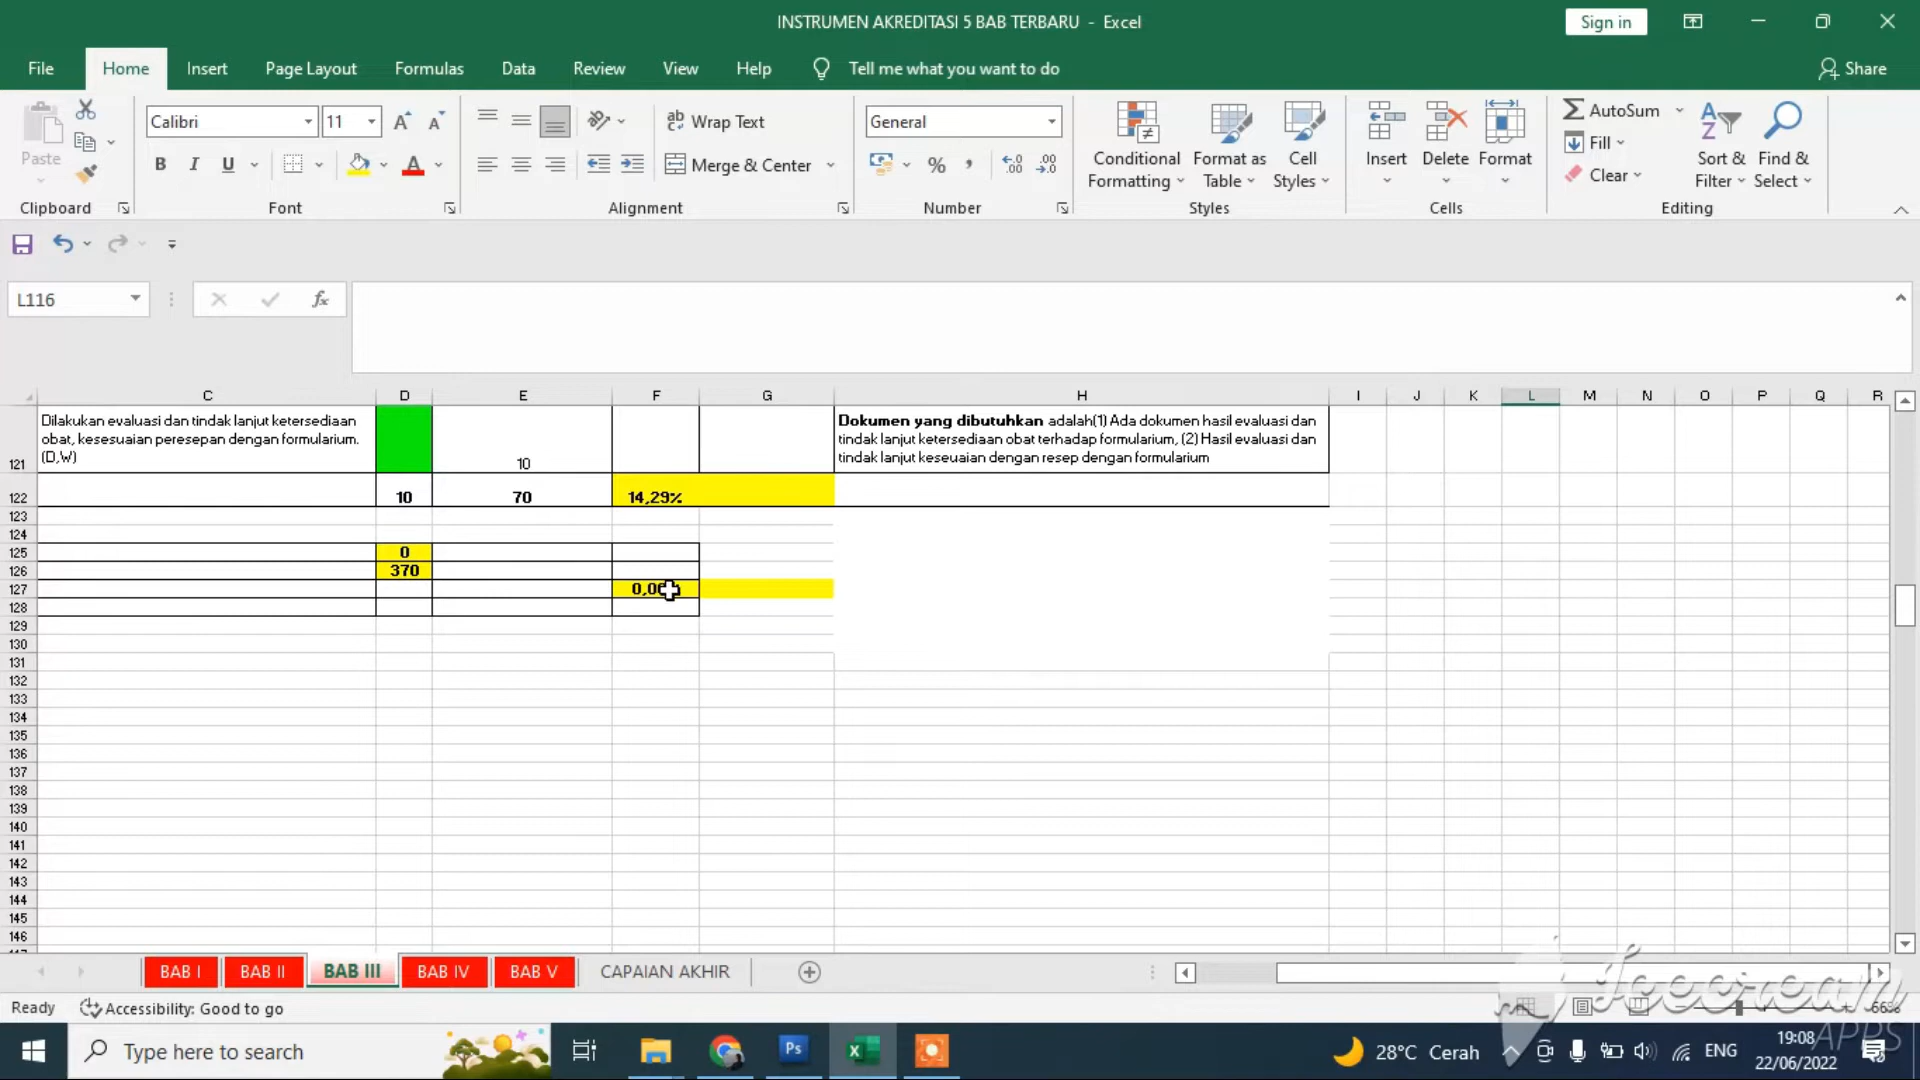 INSTRUMEN AKREDITASI 5 BAB TERBARU - Excel
Sign in
File Home Insert Page Layout Formulas Data Review View Help Tell me what you want to do Share
Calibri 11 Wrap Text General AutoSum
Paste Fill
B I U Merge & Center % Conditional Format as Cell Insert Delete Format Sort & Find &
Formatting Table Styles Clear Filter Select
Clipboard Font Alignment Number Styles Cells Editing
L116 fx
C D E F G H I J K L M N O P Q R
Dilakukan evaluasi dan tindak lanjut ketersediaan
obat, kesesuaian peresepan dengan formularium.
(D,W)
121 10
Dokumen yang dibutuhkan adalah(1) Ada dokumen hasil evaluasi dan
tindak lanjut ketersediaan obat terhadap formularium, (2) Hasil evaluasi dan
tindak lanjut keseuaian dengan resep dengan formularium
122 10 70 14,29%
123
124
125 0
126 370
127
128
129
130
131
132
133
134
135
136
137
138
139
140
141
142
143
144
145
146
BAB I BAB II BAB III BAB IV BAB V CAPAIAN AKHIR
Ready Accessibility: Good to go 66%
Icecream
APPS
Type here to search
Ps
28°C Cerah
ENG
19:08
22/06/2022